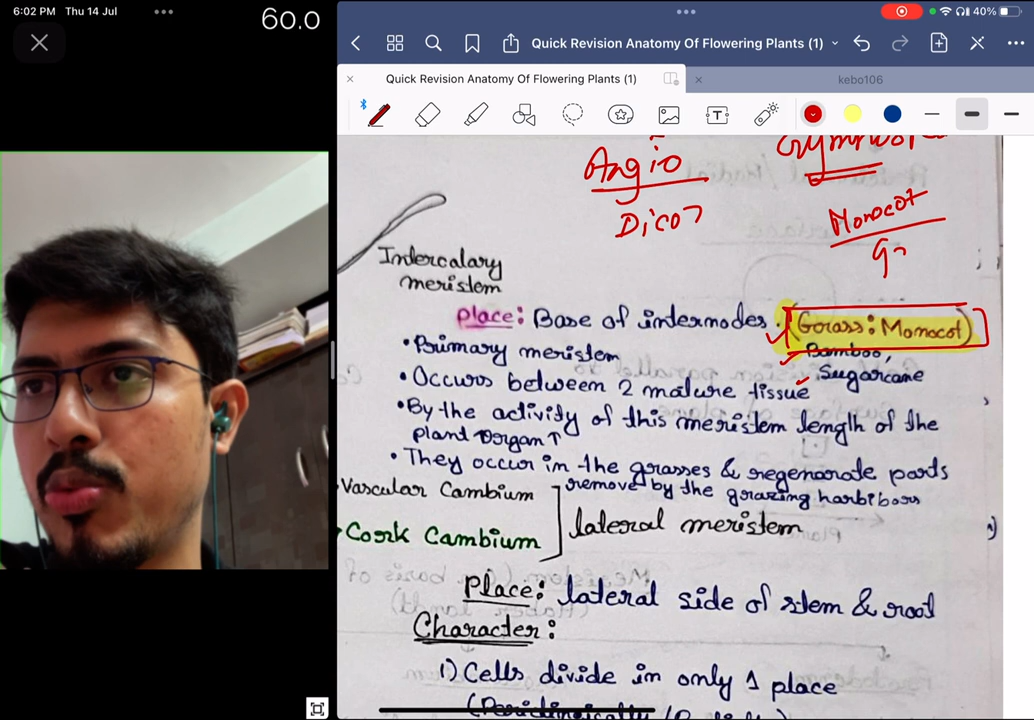 6:02 PM Thu 14 Jul
60.0
40%
Quick Revision Anatomy Of Flowering Plants (1)
Quick Revision Anatomy Of Flowering Plants (1)
kebo106
Angio
Dicot
Monocot
Intercalary
meristem
Place: Base of internodes. (Grass: Monocot)
Bamboo,
Sugarcane
• Primary meristem
• Occurs between 2 mature tissue
• By the activity of this meristem length of the
plant organ↑
• They occur in the grasses & regenerate parts
remove by the grazing harbibors
Vascular Cambium
Cork Cambium
lateral meristem
Place: lateral side of stem & root
Character:
1) Cells divide in only 1 place